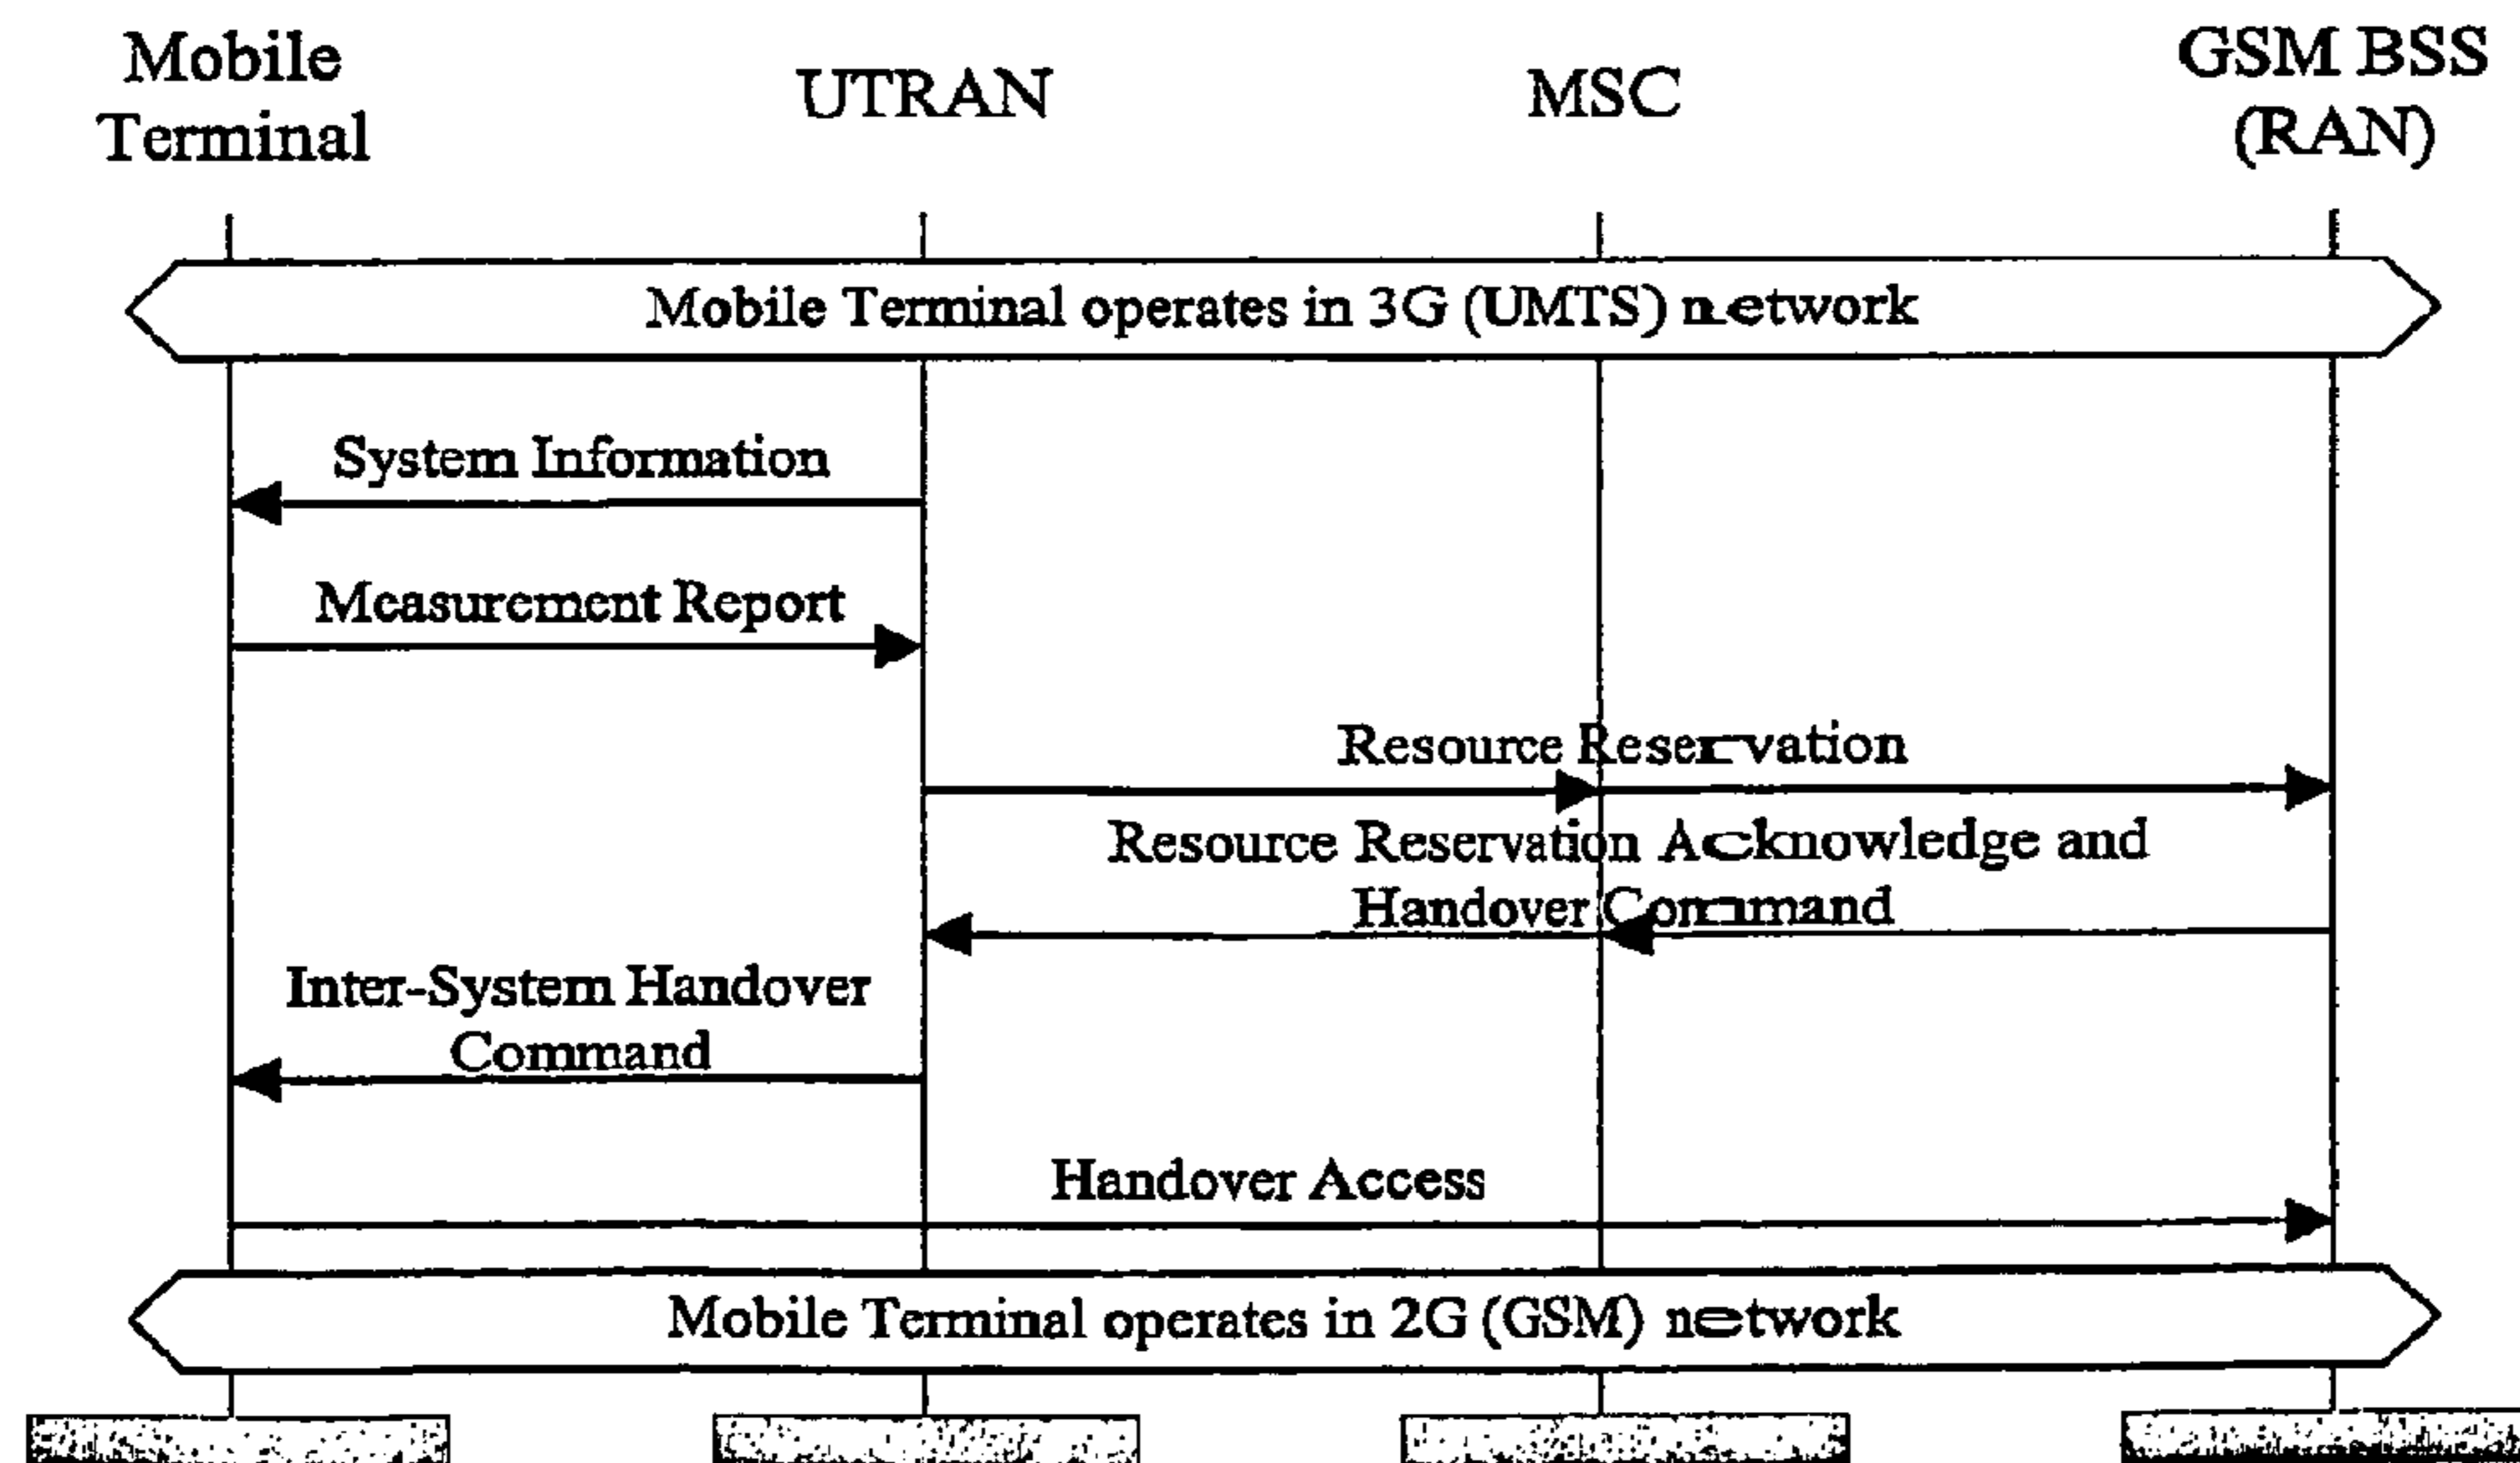 Mobile
Terminal
UTRAN
MSC
GSM BSS
(RAN)
Mobile Terminal operates in 3G (UMTS) network
System Information
Measurement Report
Resource Reservation
Resource Reservation Acknowledge and
Handover Command
Inter-System Handover
Command
Handover Access
Mobile Terminal operates in 2G (GSM) network